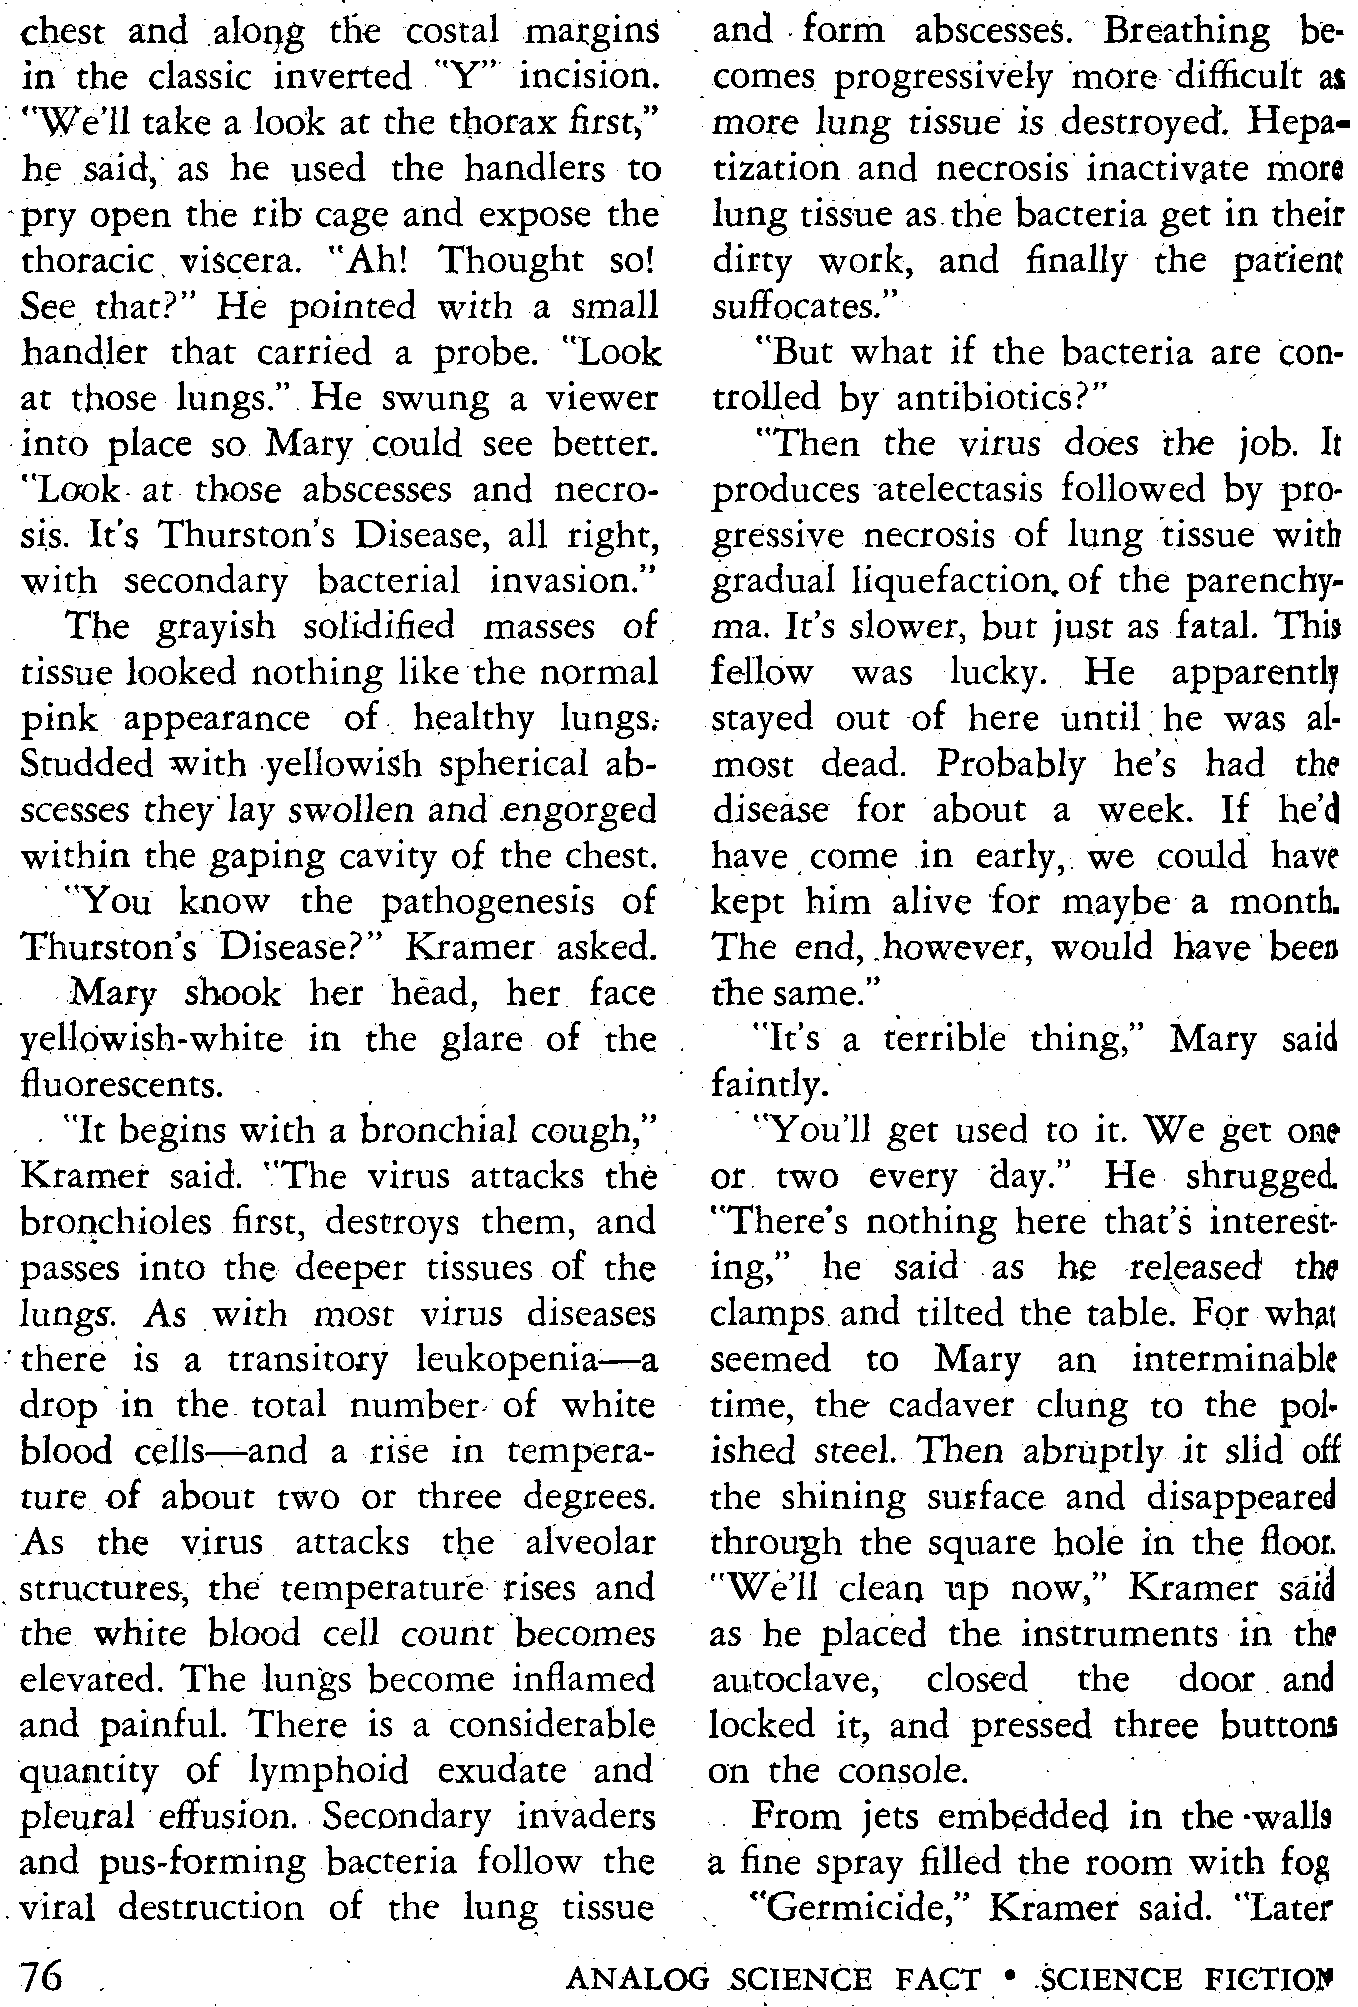 chest and along the costal margins
in the classic inverted "Y" incision.
"We'll take a look at the thorax first,"
he said, as he used the handlers to
pry open the rib cage and expose the
thoracic viscera. "Ah! Thought so!
See that?" He pointed with a small
handler that carried a probe. "Look
at those lungs." He swung a viewer
into place so Mary could see better.
"Look at those abscesses and necro-
sis. It's Thurston's Disease, all right,
with secondary bacterial invasion."
The grayish solidified masses of
tissue looked nothing like the normal
pink appearance of healthy lungs.
Studded with yellowish spherical ab-
scesses they lay swollen and engorged
within the gaping cavity of the chest.
"You know the pathogenesis of
Thurston's Disease?" Kramer asked.
Mary shook her head, her face
yellowish-white in the glare of the
fluorescents.
"It begins with a bronchial cough,"
Kramer said. "The virus attacks the
bronchioles first, destroys them, and
passes into the deeper tissues of the
lungs. As with most virus diseases
there is a transitory leukopenia—a
drop in the total number of white
blood cells—and a rise in tempera-
ture of about two or three degrees.
As the virus attacks the alveolar
structures, the temperature rises and
the white blood cell count becomes
elevated. The lungs become inflamed
and painful. There is a considerable
quantity of lymphoid exudate and
pleural effusion. Secondary invaders
and pus-forming bacteria follow the
viral destruction of the lung tissue
and form abscesses. Breathing be-
comes progressively more difficult as
more lung tissue is destroyed. Hepa-
tization and necrosis inactivate more
lung tissue as the bacteria get in their
dirty work, and finally the patient
suffocates."
"But what if the bacteria are con-
trolled by antibiotics?"
"Then the virus does the job. It
produces atelectasis followed by pro-
gressive necrosis of lung tissue with
gradual liquefaction of the parenchy-
ma. It's slower, but just as fatal. This
fellow was lucky. He apparently
stayed out of here until he was al-
most dead. Probably he's had the
disease for about a week. If he'd
have come in early, we could have
kept him alive for maybe a month.
The end, however, would have been
the same."
"It's a terrible thing," Mary said
faintly.
"You'll get used to it. We get one
or two every day." He shrugged.
"There's nothing here that's interest-
ing," he said as he released the
clamps and tilted the table. For what
seemed to Mary an interminable
time, the cadaver clung to the pol-
ished steel. Then abruptly it slid off
the shining surface and disappeared
through the square hole in the floor.
"We'll clean up now," Kramer said
as he placed the instruments in the
autoclave, closed the door and
locked it, and pressed three buttons
on the console.
From jets embedded in the walls
a fine spray filled the room with fog
"Germicide," Kramer said. "Later
76
ANALOG SCIENCE FACT • SCIENCE FICTION